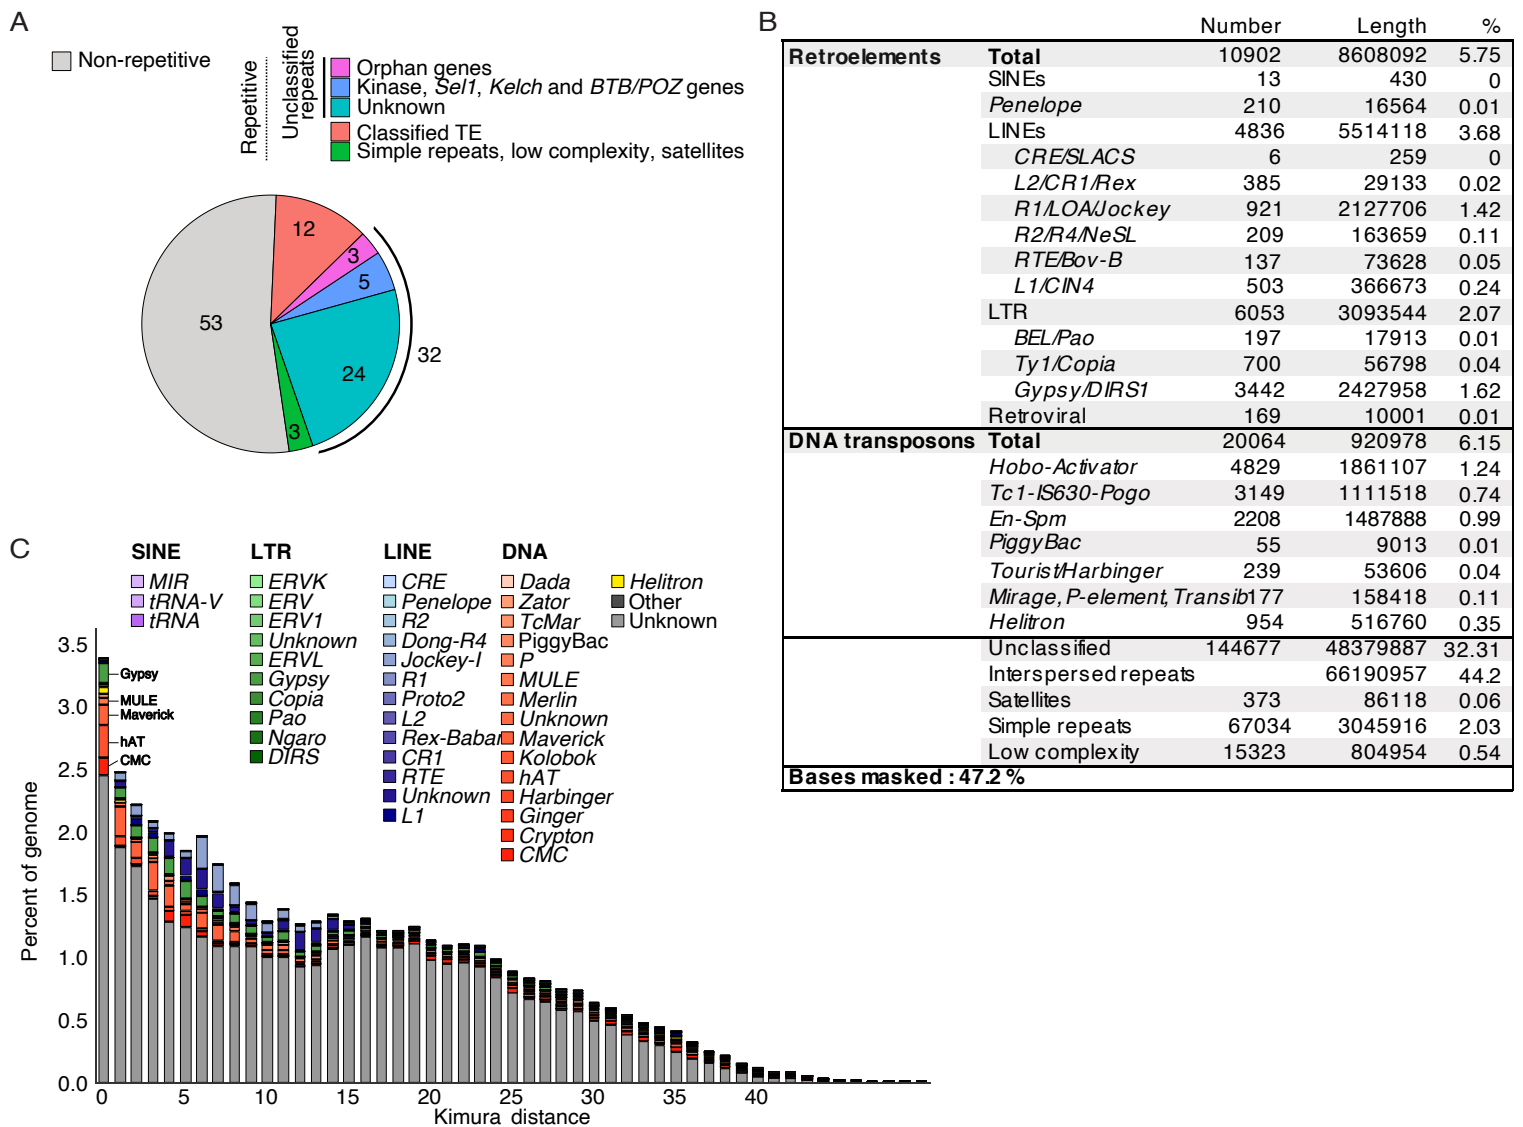 A
Non-repetitive
Repetitive
Unclassified
repeats
Orphan genes
Kinase, Sel1, Kelch and BTB/POZ genes
Unknown
Classified TE
Simple repeats, low complexity, satellites
12
3
5
53
24
32
3
B
Number Length %
Retroelements Total 10902 8608092 5.75
SINEs 13 430 0
Penelope 210 16564 0.01
LINEs 4836 5514118 3.68
CRE/SLACS 6 259 0
L2/CR1/Rex 385 29133 0.02
R1/LOA/Jockey 921 2127706 1.42
R2/R4/NeSL 209 163659 0.11
RTE/Bov-B 137 73628 0.05
L1/CIN4 503 366673 0.24
LTR 6053 3093544 2.07
BEL/Pao 197 17913 0.01
Ty1/Copia 700 56798 0.04
Gypsy/DIRS1 3442 2427958 1.62
Retroviral 169 10001 0.01
DNA transposons Total 20064 920978 6.15
Hobo-Activator 4829 1861107 1.24
Tc1-IS630-Pogo 3149 1111518 0.74
En-Spm 2208 1487888 0.99
PiggyBac 55 9013 0.01
Tourist/Harbinger 239 53606 0.04
Mirage, P-element, Transib 177 158418 0.11
Helitron 954 516760 0.35
Unclassified 144677 48379887 32.31
Interspersed repeats 66190957 44.2
Satellites 373 86118 0.06
Simple repeats 67034 3045916 2.03
Low complexity 15323 804954 0.54
Bases masked : 47.2 %
C
SINE
MIR
tRNA-V
tRNA
LTR
ERVK
ERV
ERV1
Unknown
ERVL
Gypsy
Copia
Pao
Ngaro
DIRS
LINE
CRE
Penelope
R2
Dong-R4
Jockey-I
R1
Proto2
L2
Rex-Babar
CR1
RTE
Unknown
L1
DNA
Dada
Zator
TcMar
PiggyBac
P
MULE
Merlin
Unknown
Maverick
Kolobok
hAT
Harbinger
Ginger
Crypton
CMC
Helitron
Other
Unknown
Percent of genome
3.5
3.0
2.5
2.0
1.5
1.0
0.5
0.0
Gypsy
MULE
Maverick
hAT
CMC
0 5 10 15 20 25 30 35 40
Kimura distance